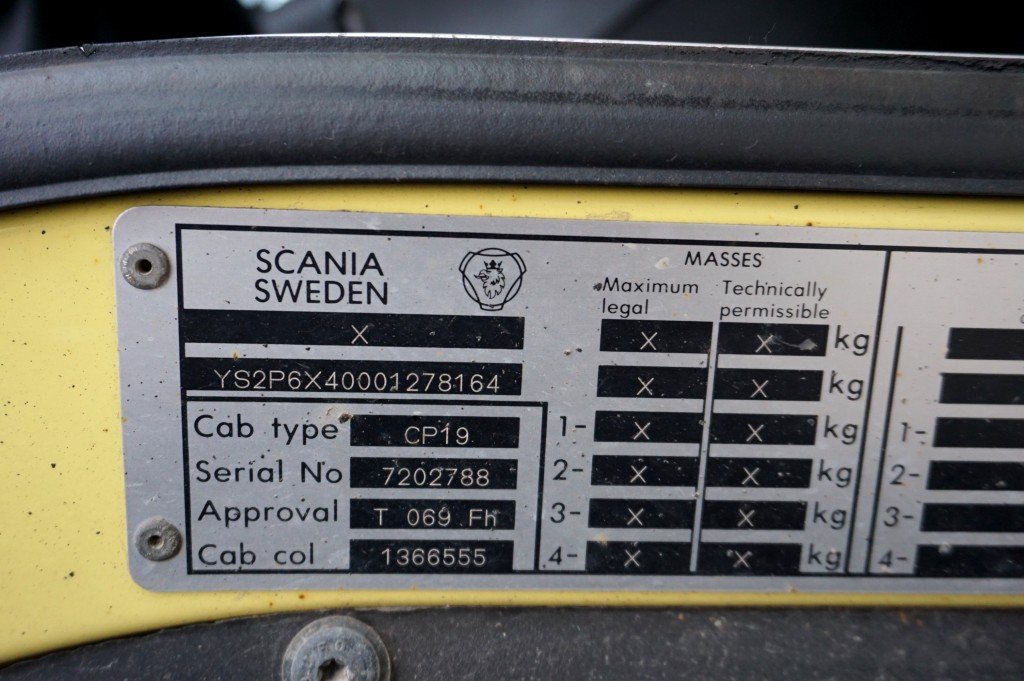 SCANIA
SWEDEN
X
YS2P6X40001278164
Cab type CP19
Serial No 7202788
Approval T 069 Fh
Cab col 1366555
MASSES
Maximum legal Technically permissible
X X kg
X X kg
1- X X kg
2- X X kg
3- X X kg
4- X X kg
1-
2-
3-
4-